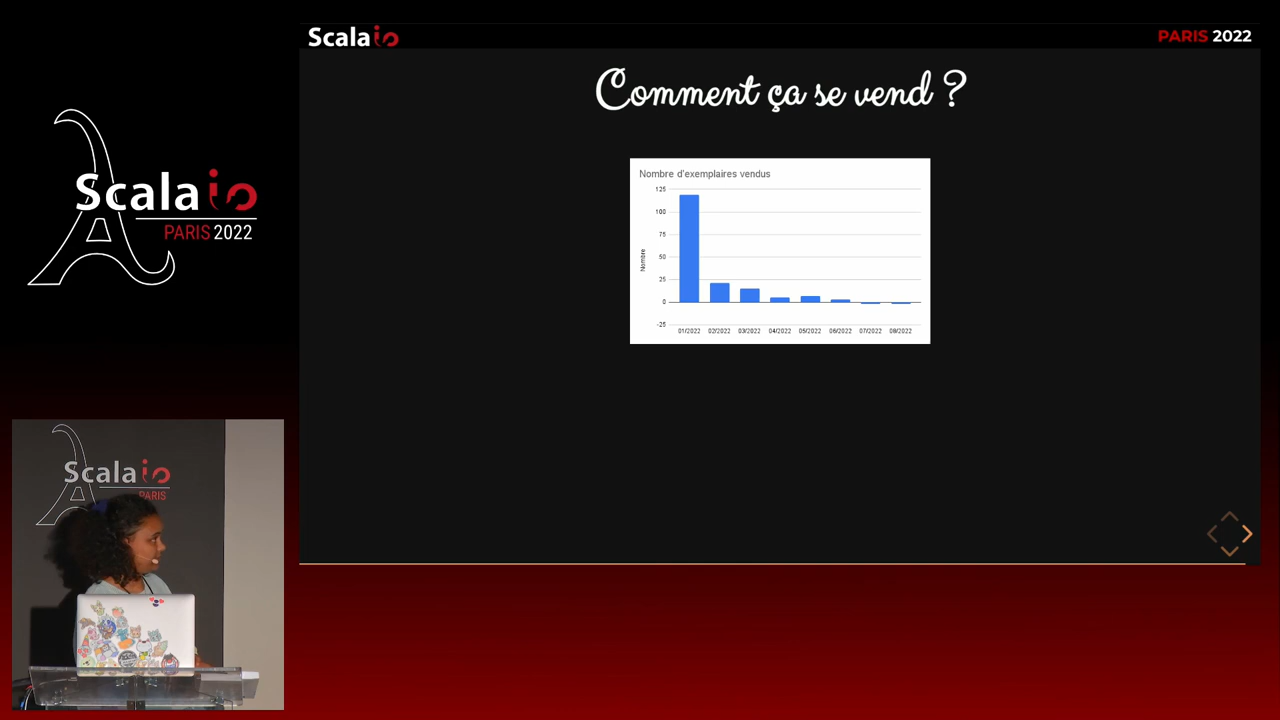 Scala io
PARIS 2022
Comment ça se vend ?
Nombre d'exemplaires vendus
125
100
75
50
25
0
-25
Nombre
01/2022 02/2022 03/2022 04/2022 05/2022 06/2022 07/2022 08/2022
Scala io
PARIS 2022
Scala io
PARIS